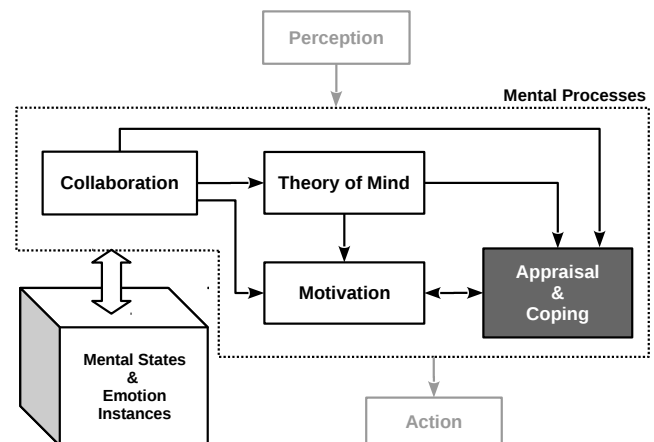 Perception
Mental Processes
Collaboration
Theory of Mind
Motivation
Appraisal
&
Coping
Mental States
&
Emotion
Instances
Action